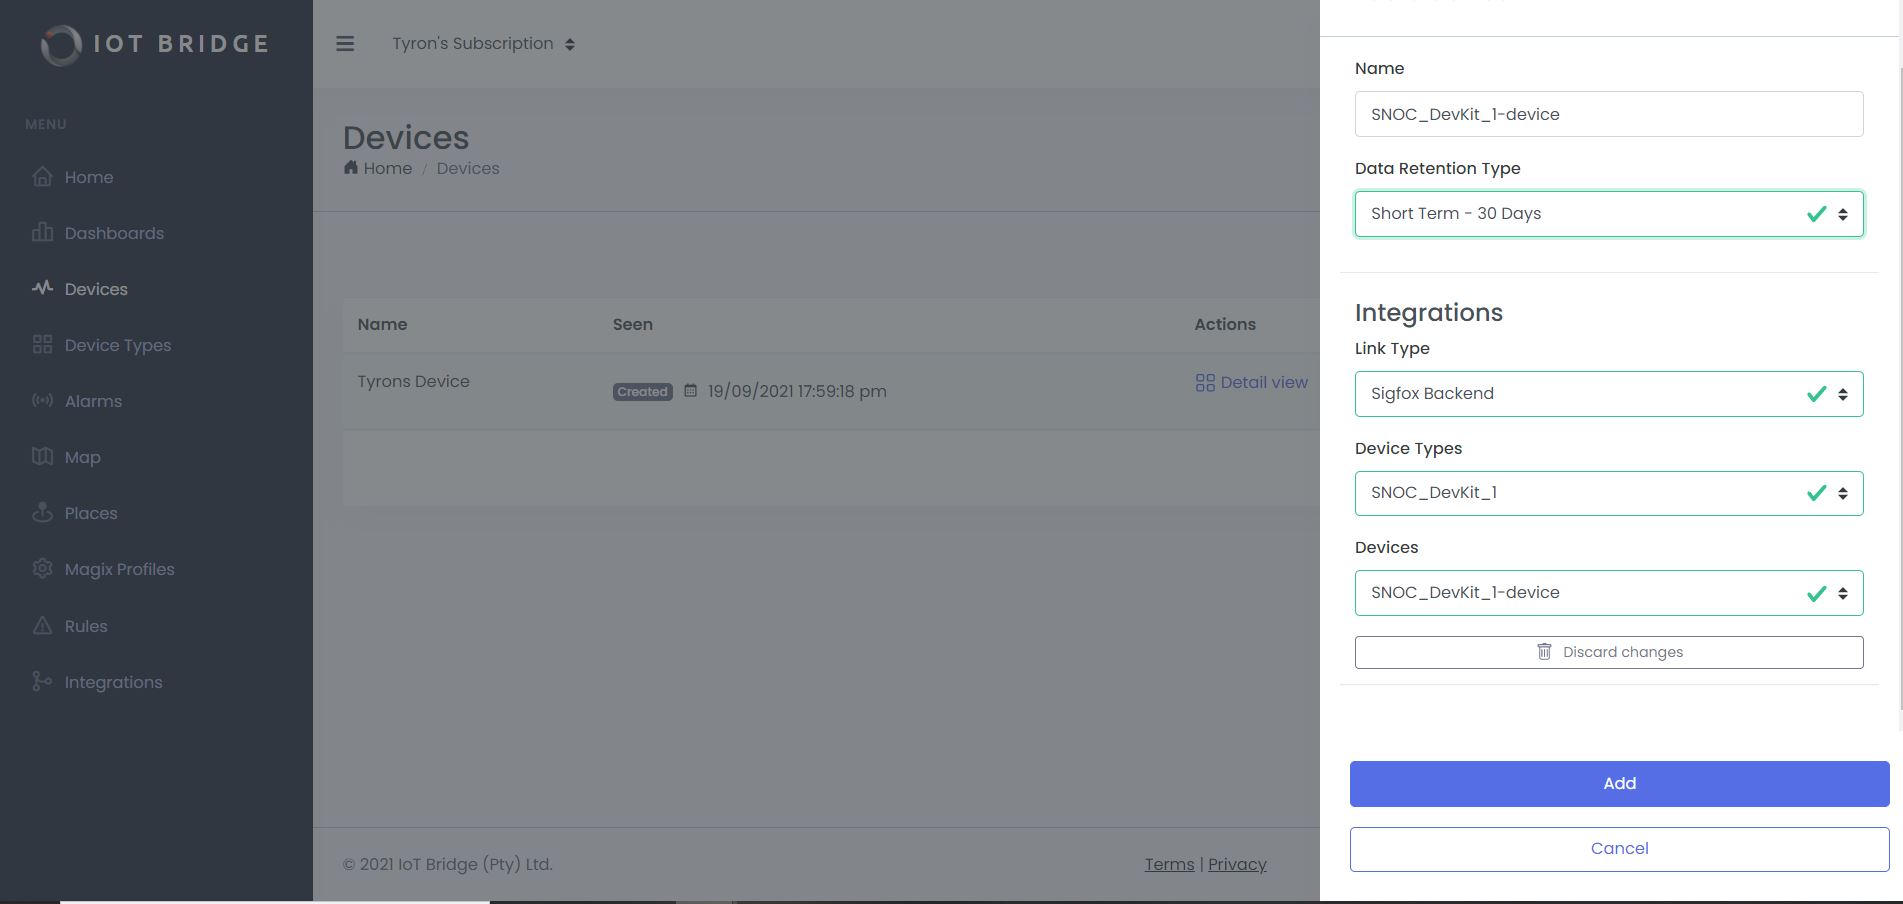 IOT BRIDGE
MENU
Home
Dashboards
Devices
Device Types
Alarms
Map
Places
Magix Profiles
Rules
Integrations
Tyron's Subscription
Devices
Home / Devices
Name Seen Actions
Tyrons Device Created 19/09/2021 17:59:18 pm Detail view
© 2021 IoT Bridge (Pty) Ltd. Terms | Privacy
Name
SNOC_DevKit_1-device
Data Retention Type
Short Term - 30 Days
Integrations
Link Type
Sigfox Backend
Device Types
SNOC_DevKit_1
Devices
SNOC_DevKit_1-device
Discard changes
Add
Cancel